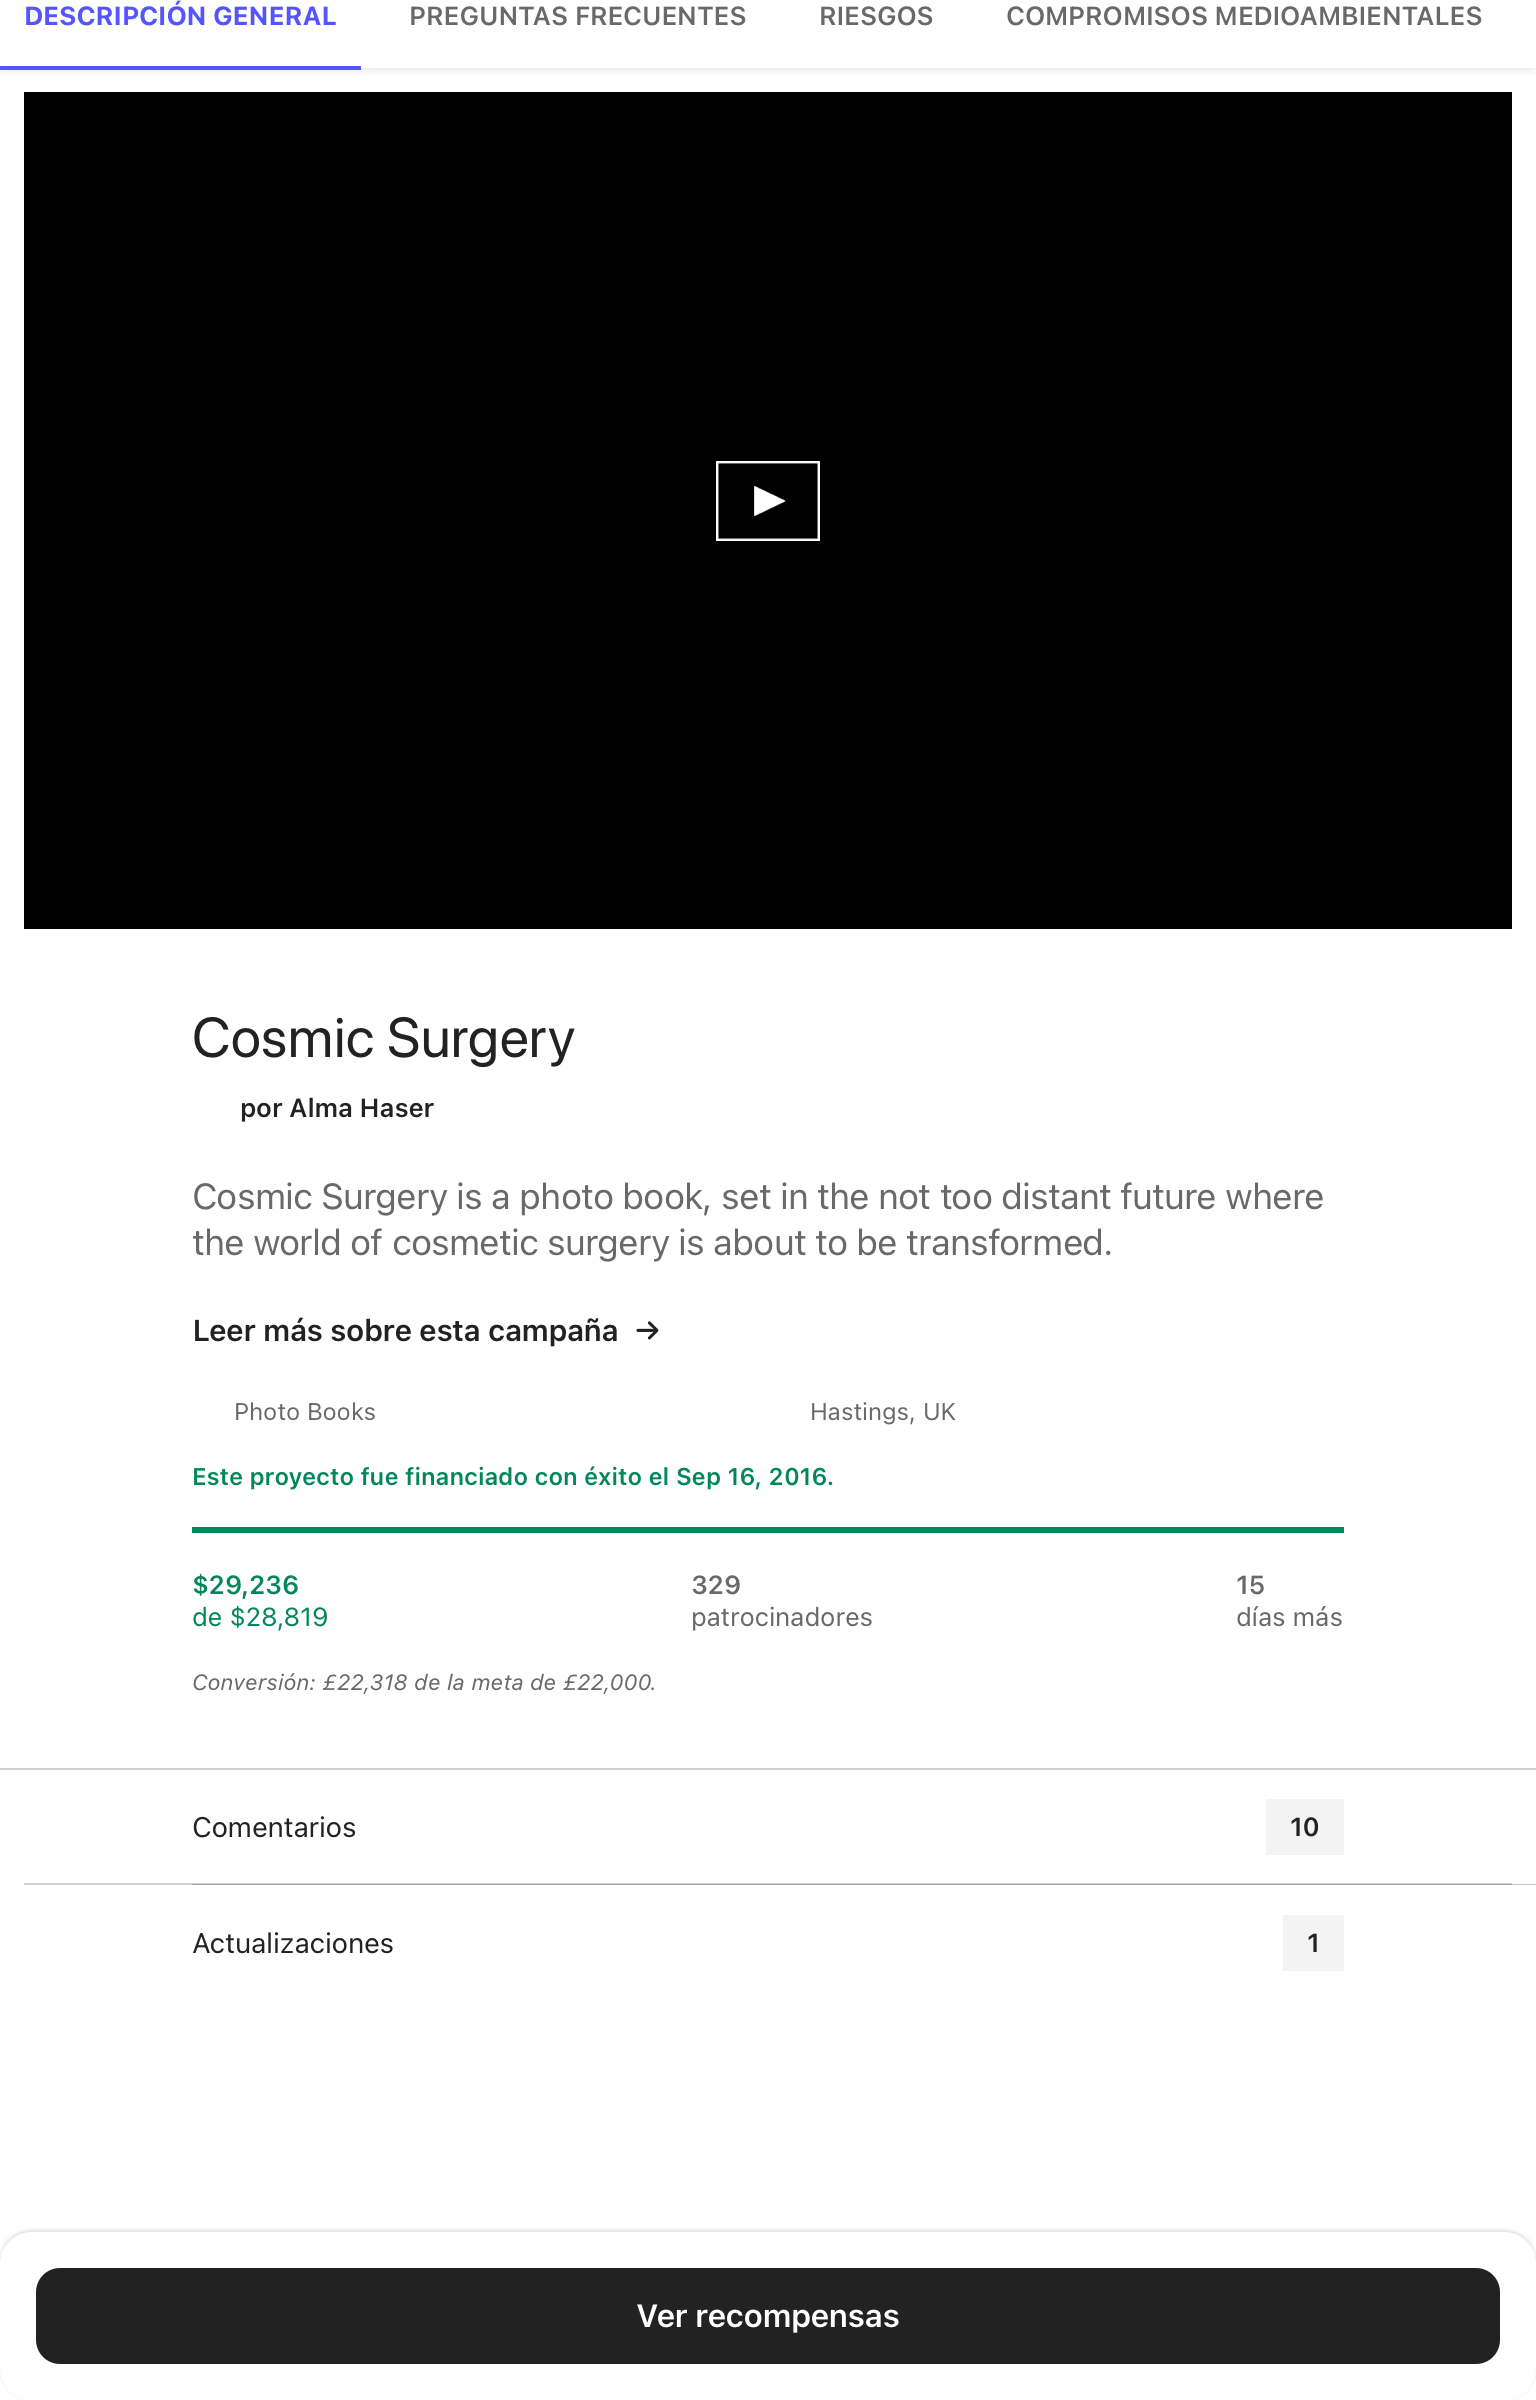 DESCRIPCIÓN GENERAL PREGUNTAS FRECUENTES RIESGOS COMPROMISOS MEDIOAMBIENTALES
Cosmic Surgery
por Alma Haser
Cosmic Surgery is a photo book, set in the not too distant future where
the world of cosmetic surgery is about to be transformed.
Leer más sobre esta campaña →
Photo Books Hastings, UK
Este proyecto fue financiado con éxito el Sep 16, 2016.
$29,236 329 15
de $28,819 patrocinadores días más
Conversión: £22,318 de la meta de £22,000.
Comentarios 10
Actualizaciones 1
Ver recompensas